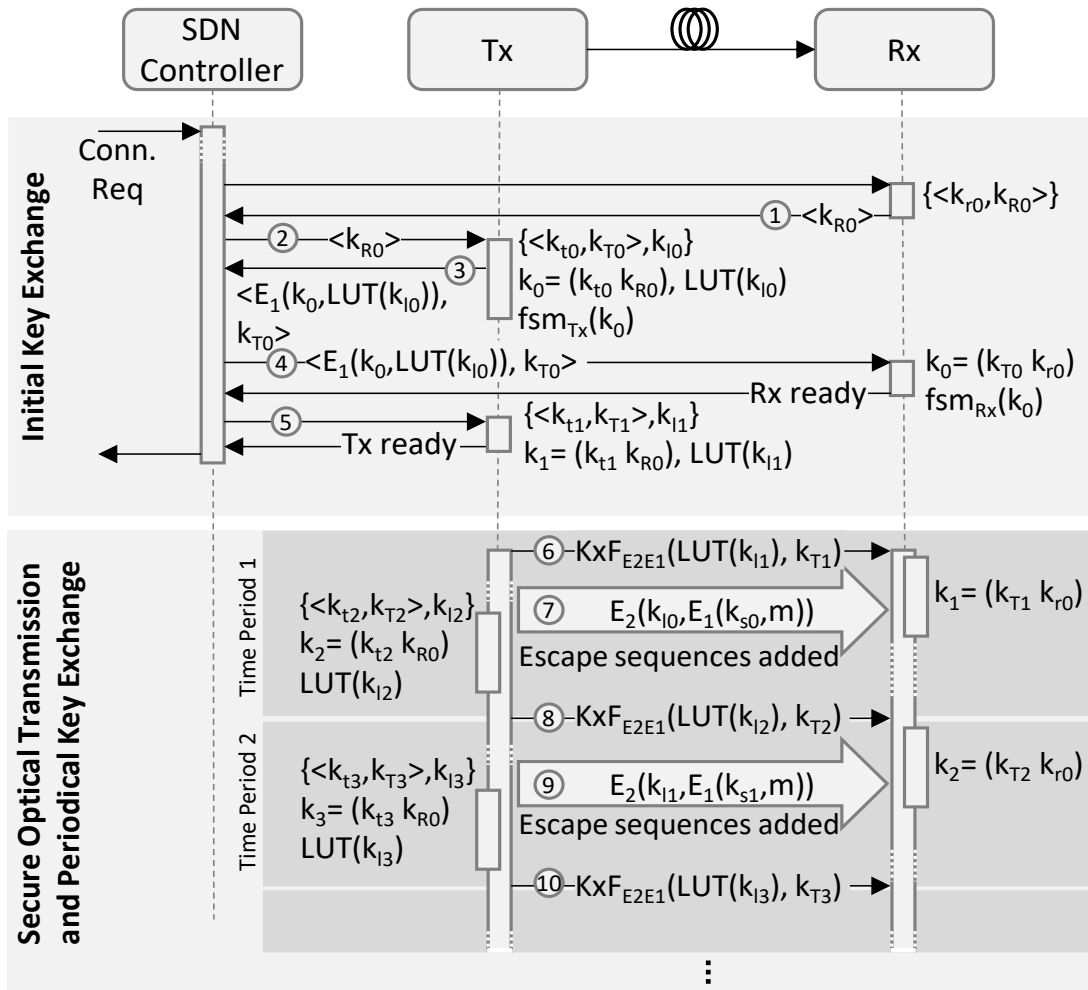 SDN
Controller
Tx
Rx
Initial Key Exchange
Conn.
Req
{<k_r0,k_R0>}
① <k_R0>
② <k_R0>
③
{<k_t0,k_T0>,k_l0}
k_0= (k_t0 k_R0), LUT(k_l0)
fsm_Tx(k_0)
<E_1(k_0,LUT(k_l0)),
k_T0>
④ <E_1(k_0,LUT(k_l0)), k_T0>
k_0= (k_T0 k_r0)
fsm_Rx(k_0)
Rx ready
⑤
{<k_t1,k_T1>,k_l1}
k_1= (k_t1 k_R0), LUT(k_l1)
Tx ready
Secure Optical Transmission
and Periodical Key Exchange
Time Period 1
⑥ KxF_E2E1(LUT(k_l1), k_T1)
k_1= (k_T1 k_r0)
{<k_t2,k_T2>,k_l2}
k_2= (k_t2 k_R0)
LUT(k_l2)
⑦ E_2(k_l0,E_1(k_s0,m))
Escape sequences added
⑧ KxF_E2E1(LUT(k_l2), k_T2)
Time Period 2
k_2= (k_T2 k_r0)
{<k_t3,k_T3>,k_l3}
k_3= (k_t3 k_R0)
LUT(k_l3)
⑨ E_2(k_l1,E_1(k_s1,m))
Escape sequences added
⑩ KxF_E2E1(LUT(k_l3), k_T3)
⋮